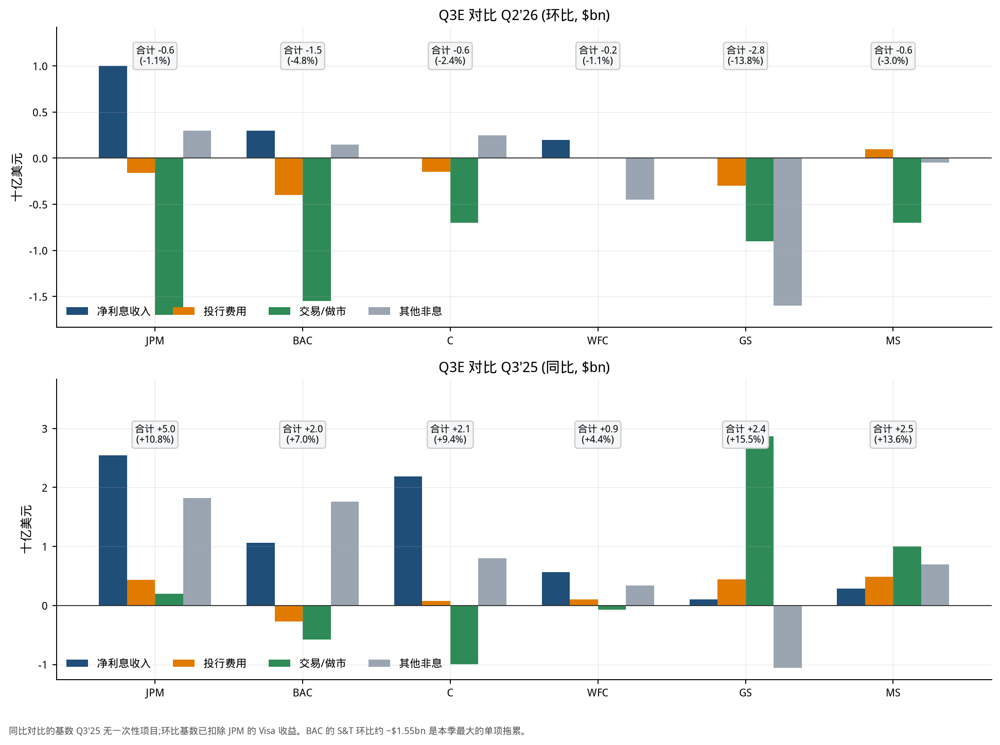 Q3E 对比 Q2'26 (环比, $bn)
十亿美元
1.0
0.5
0.0
-0.5
-1.0
-1.5
合计 -0.6
(-1.1%)
合计 -1.5
(-4.8%)
合计 -0.6
(-2.4%)
合计 -0.2
(-1.1%)
合计 -2.8
(-13.8%)
合计 -0.6
(-3.0%)
净利息收入 投行费用 交易/做市 其他非息
JPM BAC C WFC GS MS
Q3E 对比 Q3'25 (同比, $bn)
十亿美元
3
2
1
0
-1
合计 +5.0
(+10.8%)
合计 +2.0
(+7.0%)
合计 +2.1
(+9.4%)
合计 +0.9
(+4.4%)
合计 +2.4
(+15.5%)
合计 +2.5
(+13.6%)
净利息收入 投行费用 交易/做市 其他非息
JPM BAC C WFC GS MS
同比对比的基数 Q3'25 无一次性项目;环比基数已扣除 JPM 的 Visa 收益。BAC 的 S&T 环比约 −$1.55bn 是本季最大的单项拖累。